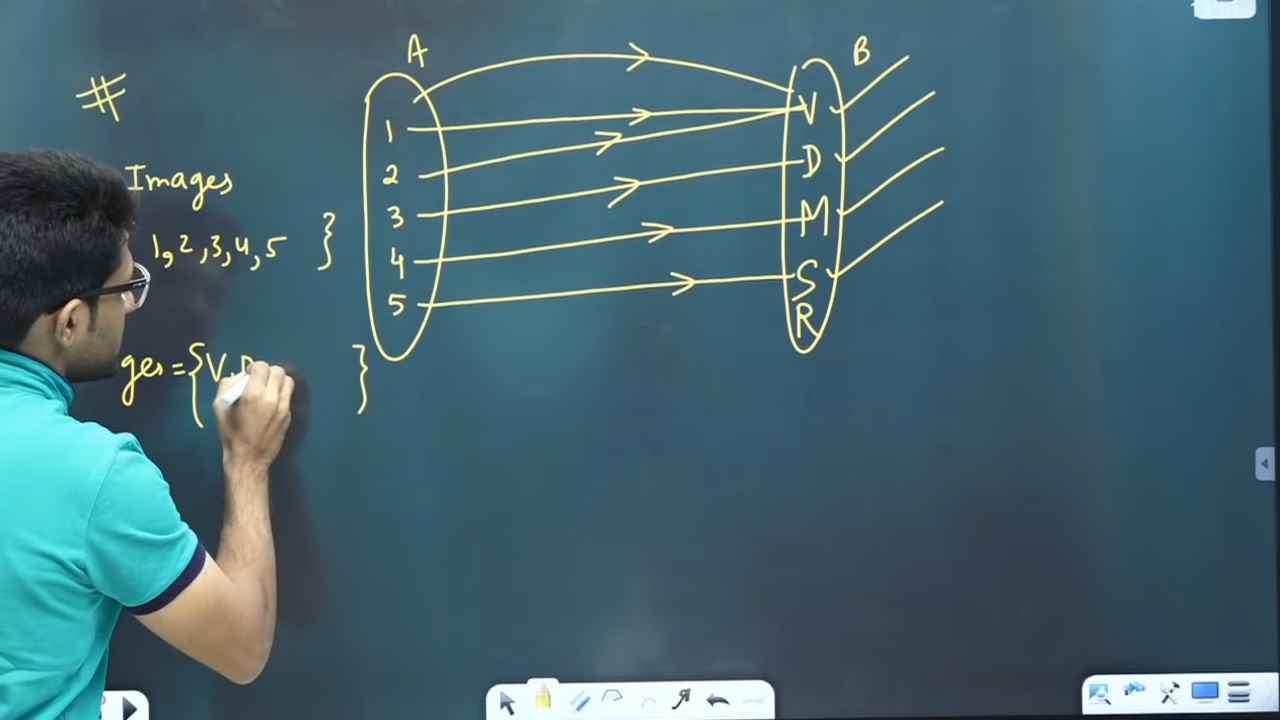 #
A
B
Images
1,2,3,4,5 }
1
2
3
4
5
V
D
M
S
R
ges = {V, D }